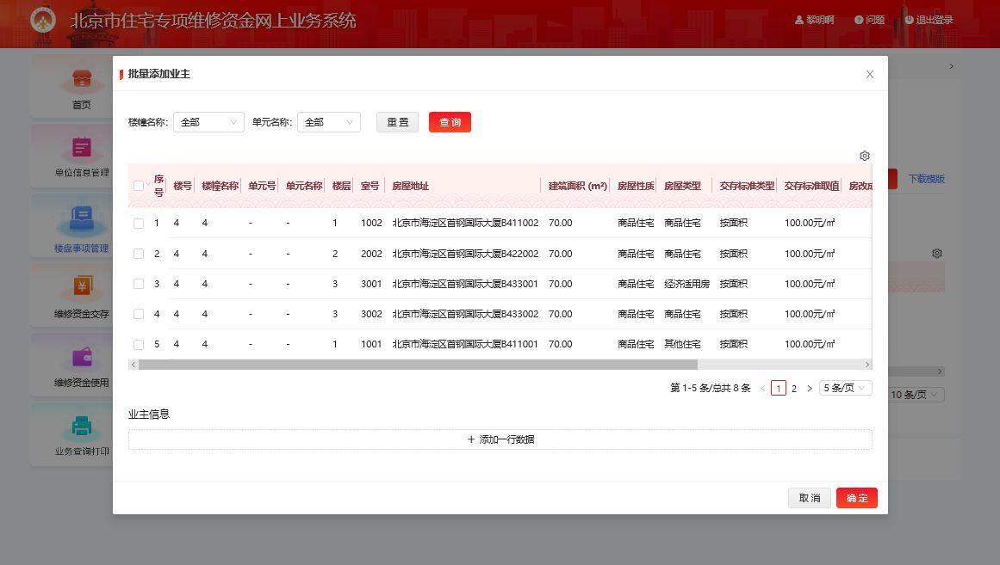 北京市住宅专项维修资金网上业务系统
黎明啊 问题 退出登录
批量添加业主
首页
单位信息管理
楼盘事项管理
维修资金交存
维修资金使用
业务查询打印
楼幢名称: 全部 单元名称: 全部 重置 查询
下载模版
序号 楼号 楼幢名称 单元号 单元名称 楼层 室号 房屋地址 建筑面积 (m²) 房屋性质 房屋类型 交存标准类型 交存标准取值 房改成
1 4 4 - - 1 1002 北京市海淀区首钢国际大厦B411002 70.00 商品住宅 商品住宅 按面积 100.00元/㎡
2 4 4 - - 2 2002 北京市海淀区首钢国际大厦B422002 70.00 商品住宅 商品住宅 按面积 100.00元/㎡
3 4 4 - - 3 3001 北京市海淀区首钢国际大厦B433001 70.00 商品住宅 经济适用房 按面积 100.00元/㎡
4 4 4 - - 3 3002 北京市海淀区首钢国际大厦B433002 70.00 商品住宅 商品住宅 按面积 100.00元/㎡
5 4 4 - - 1 1001 北京市海淀区首钢国际大厦B411001 70.00 商品住宅 其他住宅 按面积 100.00元/㎡
第 1-5 条/总共 8 条 < 1 2 > 5 条/页
10 条/页
业主信息
+ 添加一行数据
取消 确定